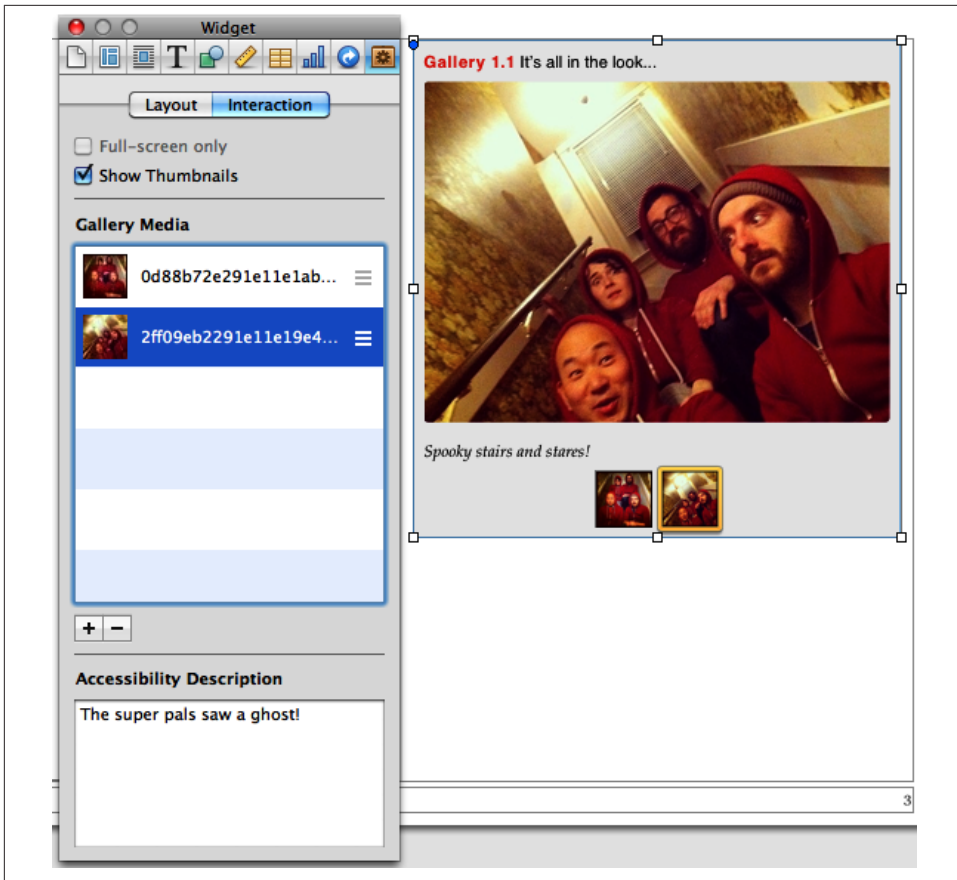 Widget
T
Layout Interaction
Full-screen only
Show Thumbnails
Gallery Media
0d88b72e291e11e1ab...
2ff09eb2291e11e19e4...
+ −
Accessibility Description
The super pals saw a ghost!
Gallery 1.1 It's all in the look...
Spooky stairs and stares!
3